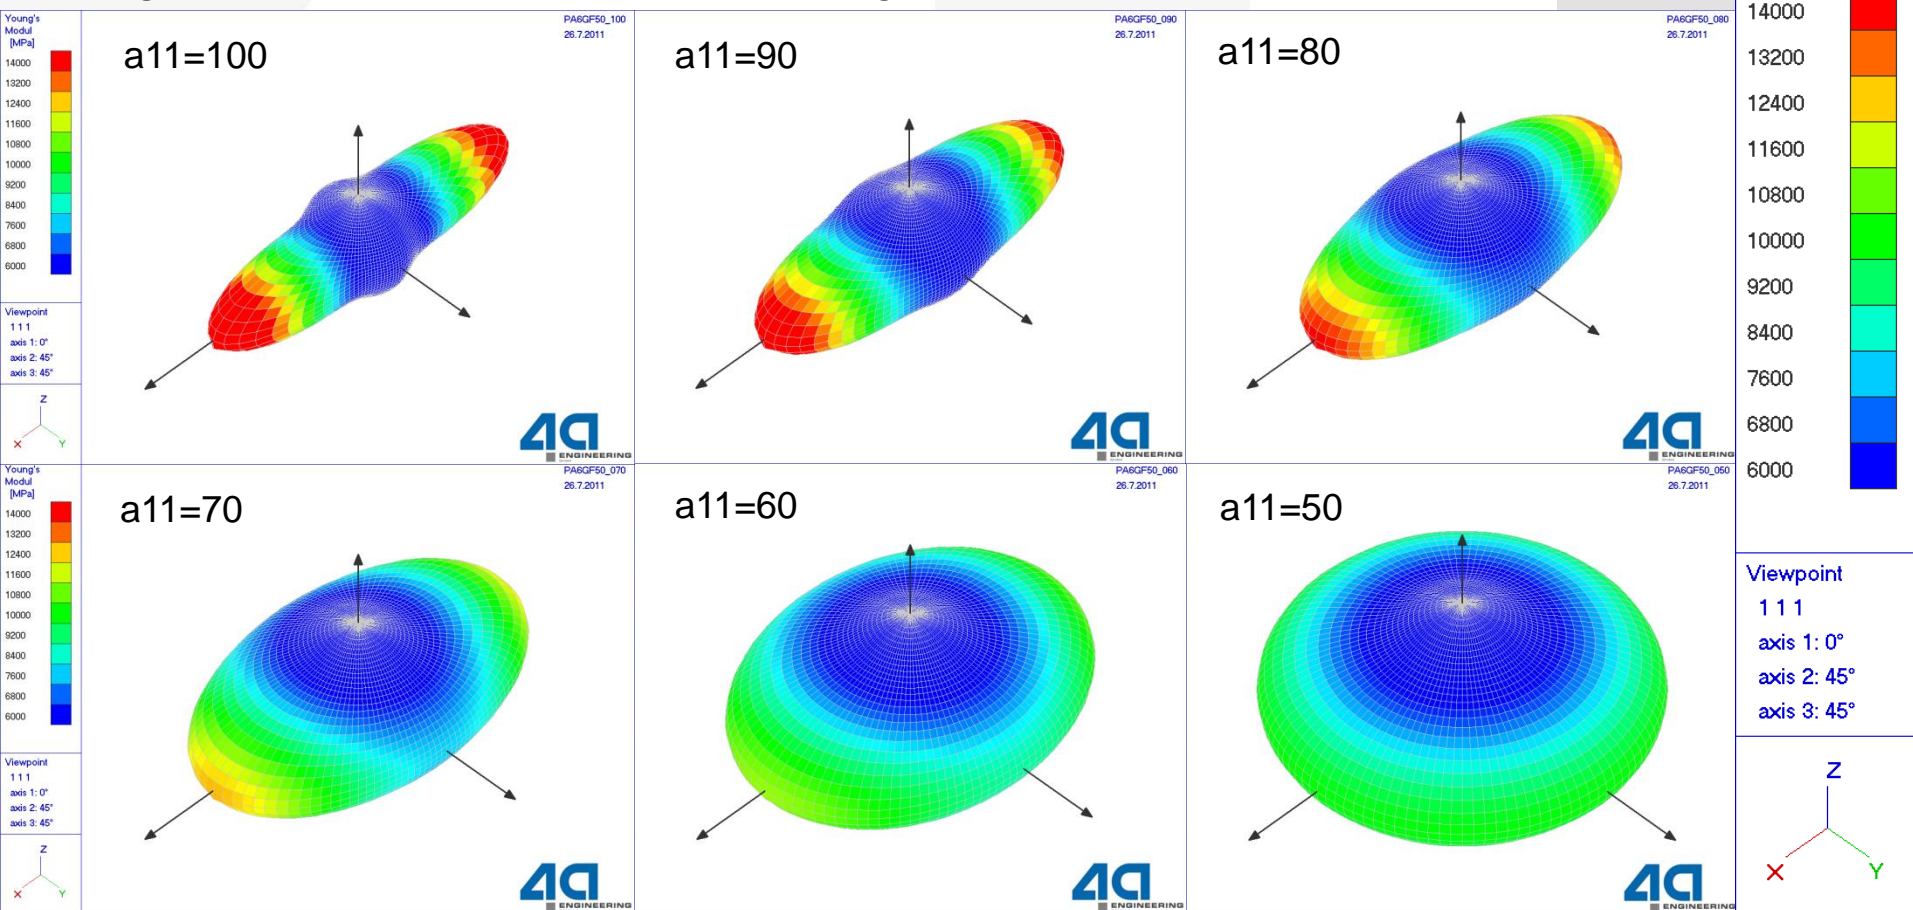 Young's
Modul
[MPa]
14000
13200
12400
11600
10800
10000
9200
8400
7600
6800
6000
Viewpoint
1 1 1
axis 1: 0°
axis 2: 45°
axis 3: 45°
Z
X
Y
a11=100
PA6GF50_100
26.7.2011
4a
ENGINEERING
a11=90
PA6GF50_090
26.7.2011
4a
ENGINEERING
a11=80
PA6GF50_080
26.7.2011
4a
ENGINEERING
Young's
Modul
[MPa]
14000
13200
12400
11600
10800
10000
9200
8400
7600
6800
6000
Viewpoint
1 1 1
axis 1: 0°
axis 2: 45°
axis 3: 45°
Z
X
Y
a11=70
PA6GF50_070
26.7.2011
4a
ENGINEERING
a11=60
PA6GF50_060
26.7.2011
4a
ENGINEERING
a11=50
PA6GF50_050
26.7.2011
4a
ENGINEERING
14000
13200
12400
11600
10800
10000
9200
8400
7600
6800
6000
Viewpoint
1 1 1
axis 1: 0°
axis 2: 45°
axis 3: 45°
Z
X
Y